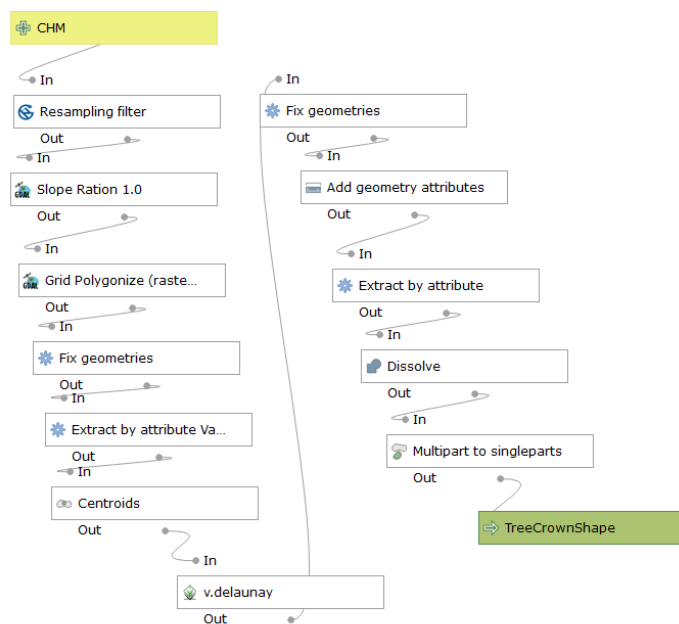 CHM
In
Resampling filter
Out
In
Slope Ration 1.0
Out
In
Grid Polygonize (raste...
Out
In
Fix geometries
Out
In
Extract by attribute Va...
Out
In
Centroids
Out
In
v.delaunay
Out
In
Fix geometries
Out
In
Add geometry attributes
Out
In
Extract by attribute
Out
In
Dissolve
Out
In
Multipart to singleparts
Out
TreeCrownShape